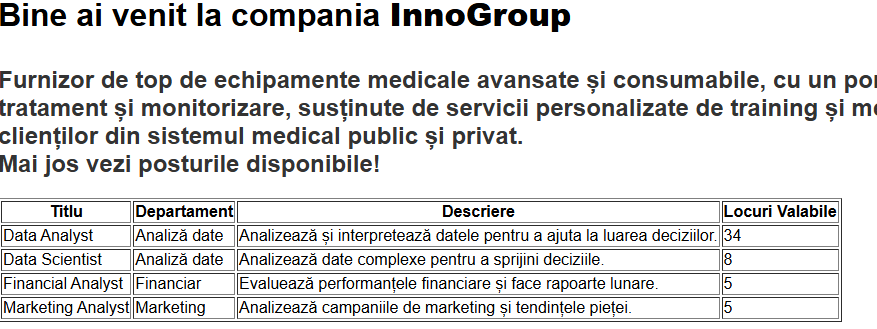 Bine ai venit la compania InnoGroup
Furnizor de top de echipamente medicale avansate și consumabile, cu un
tratament și monitorizare, susținute de servicii personalizate de training și
clienților din sistemul medical public și privat.
Mai jos vezi posturile disponibile!
Titlu Departament Descriere Locuri Valabile
Data Analyst Analiză date Analizează și interpretează datele pentru a ajuta la luarea deciziilor. 34
Data Scientist Analiză date Analizează date complexe pentru a sprijini deciziile. 8
Financial Analyst Financiar Evaluează performanțele financiare și face rapoarte lunare. 5
Marketing Analyst Marketing Analizează campaniile de marketing și tendințele pieței. 5